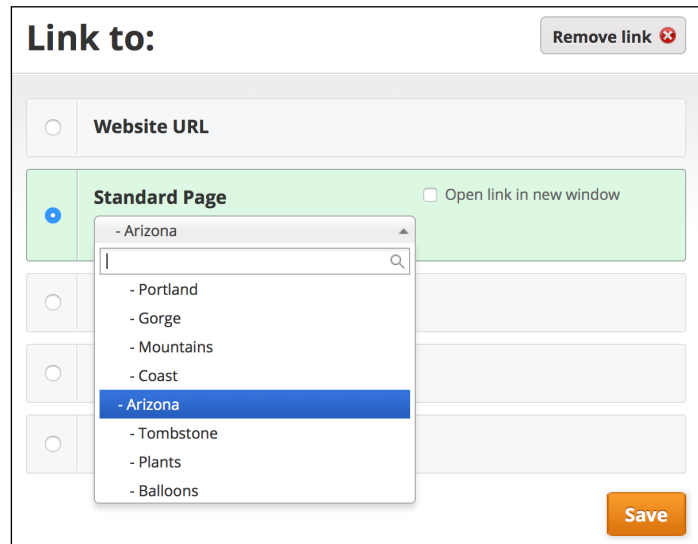 Link to:
Remove link
Website URL
Standard Page
Open link in new window
- Arizona
- Portland
- Gorge
- Mountains
- Coast
- Arizona
- Tombstone
- Plants
- Balloons
Save